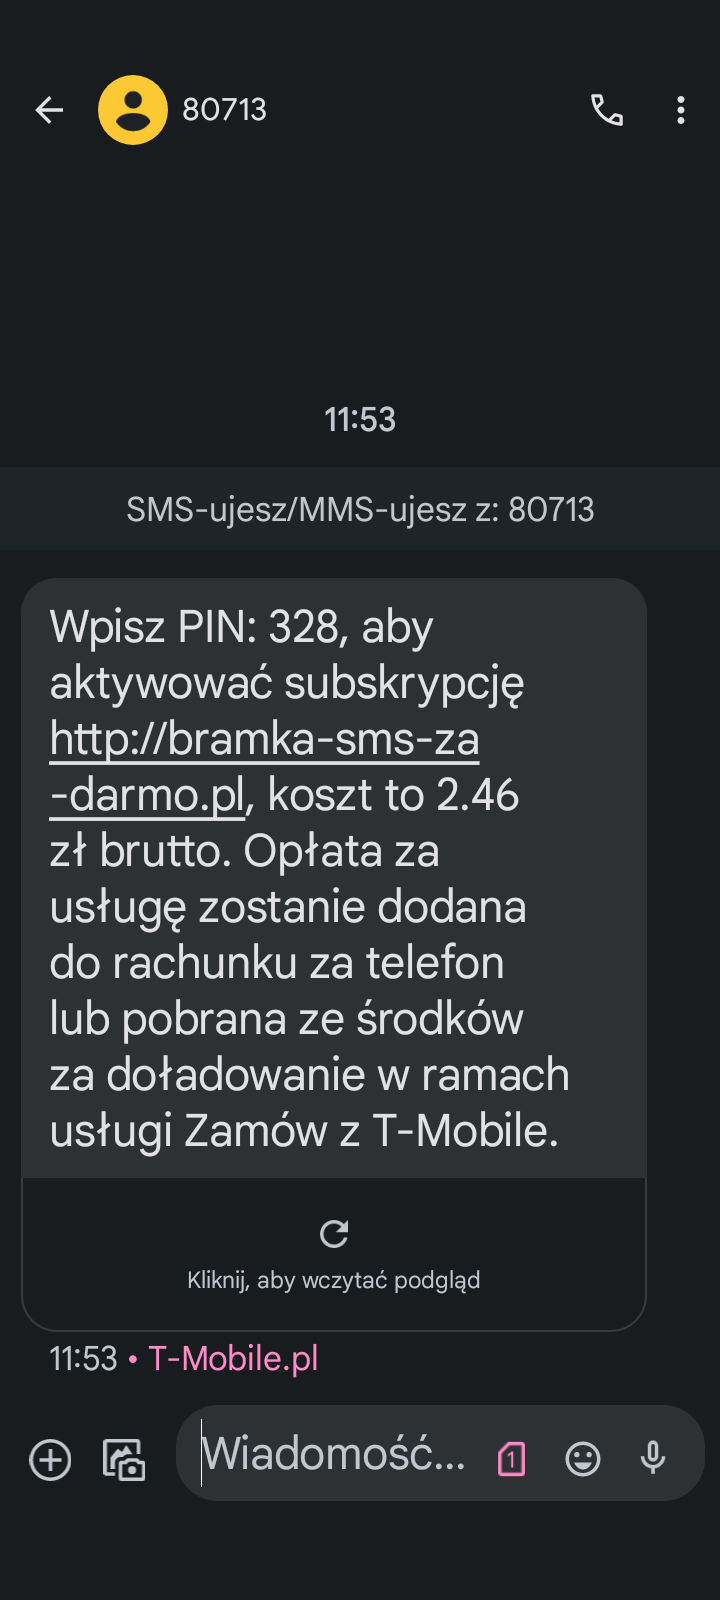 80713
11:53
SMS-ujesz/MMS-ujesz z: 80713
Wpisz PIN: 328, aby
aktywować subskrypcję
http://bramka-sms-za
-darmo.pl, koszt to 2.46
zł brutto. Opłata za
usługę zostanie dodana
do rachunku za telefon
lub pobrana ze środków
za doładowanie w ramach
usługi Zamów z T-Mobile.
Kliknij, aby wczytać podgląd
11:53 • T-Mobile.pl
Wiadomość... 1